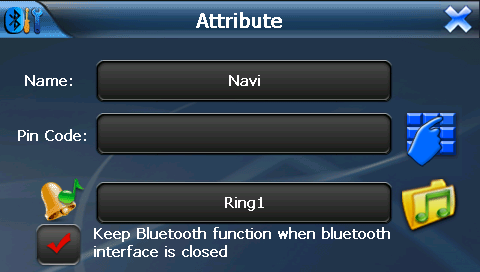 Attribute
Name:
Navi
Pin Code:
Ring1
Keep Bluetooth function when bluetooth
interface is closed